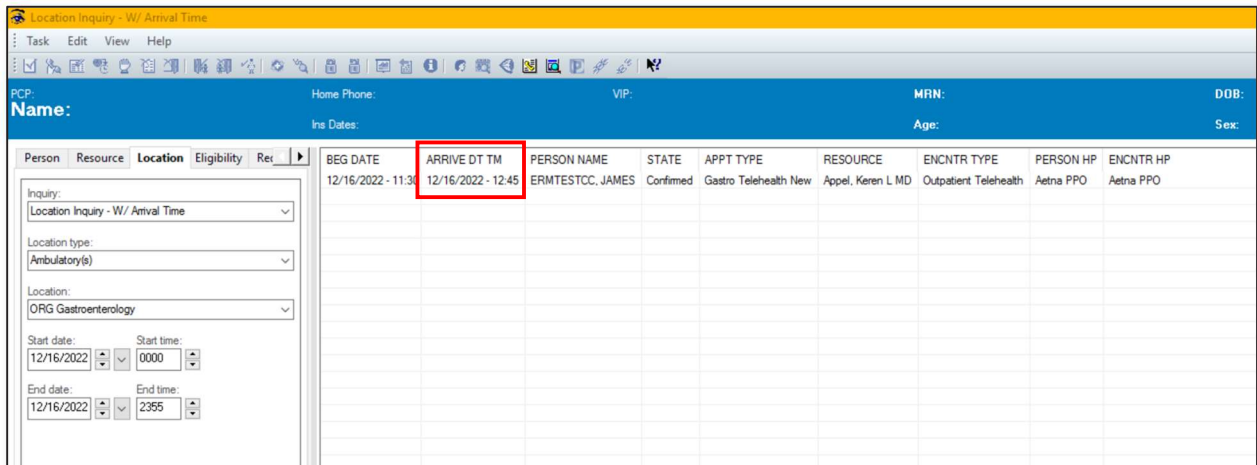 Location Inquiry - W/ Arrival Time
Task Edit View Help
PCP: Home Phone: VIP: MRN: DOB:
Name:
Ins Dates: Age: Sex:
Person Resource Location Eligibility Rec
BEG DATE ARRIVE DT TM PERSON NAME STATE APPT TYPE RESOURCE ENCNTR TYPE PERSON HP ENCNTR HP
12/16/2022 - 11:30 12/16/2022 - 12:45 ERMTESTCC, JAMES Confirmed Gastro Telehealth New Appel, Keren L MD Outpatient Telehealth Aetna PPO Aetna PPO
Inquiry:
Location Inquiry - W/ Arrival Time
Location type:
Ambulatory(s)
Location:
ORG Gastroenterology
Start date: Start time:
12/16/2022 0000
End date: End time:
12/16/2022 2355